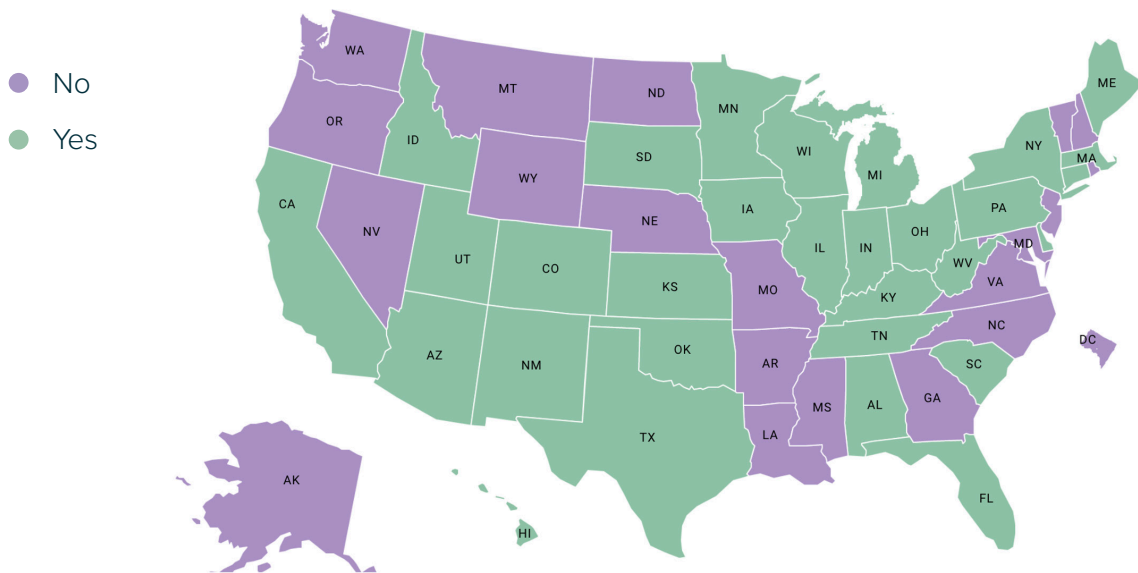 No
Yes
WA
MT
ND
MN
ME
OR
ID
SD
WI
MI
NY
MA
WY
CA
NV
NE
IA
PA
UT
CO
IL
IN
OH
MD
WV
VA
KS
MO
KY
AZ
NM
OK
TN
NC
DC
AR
SC
MS
AL
GA
TX
LA
AK
HI
FL